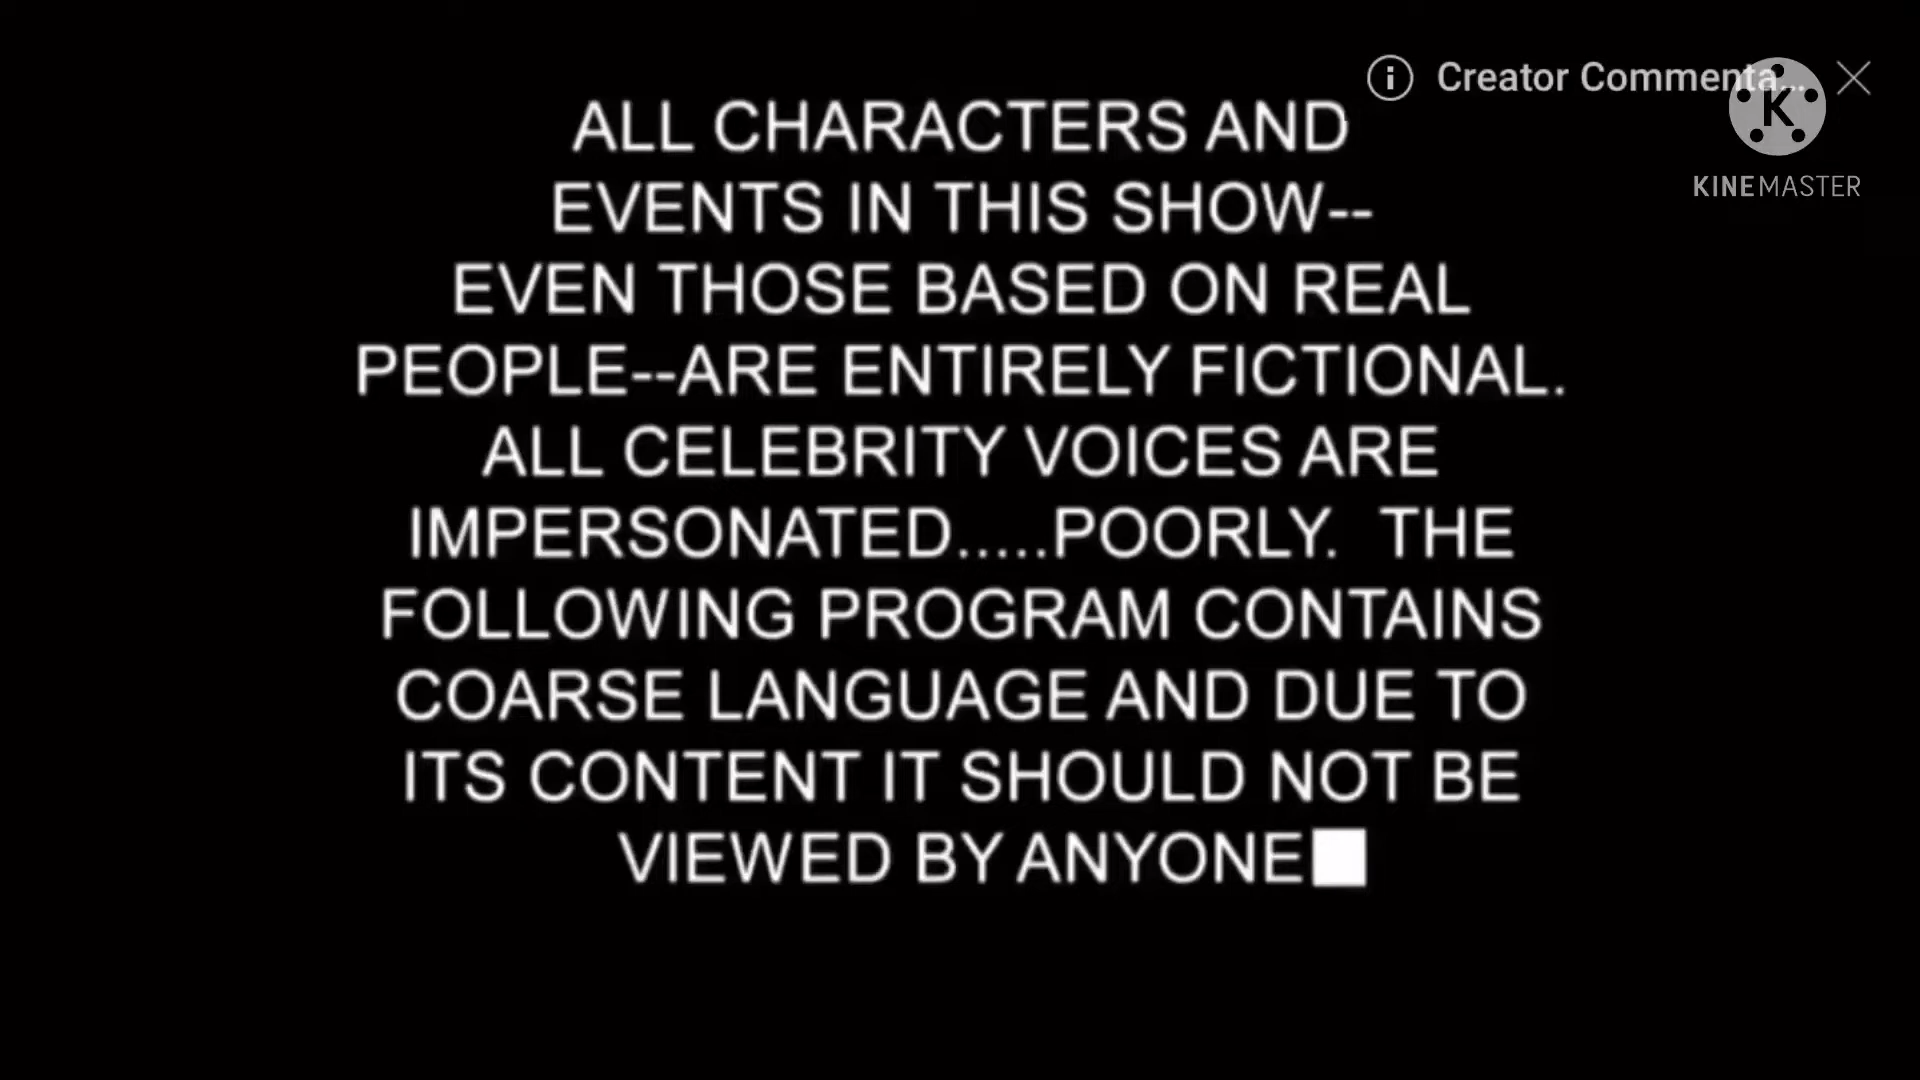 Creator Commenta...
KINEMASTER
ALL CHARACTERS AND
EVENTS IN THIS SHOW--
EVEN THOSE BASED ON REAL
PEOPLE--ARE ENTIRELY FICTIONAL.
ALL CELEBRITY VOICES ARE
IMPERSONATED.....POORLY. THE
FOLLOWING PROGRAM CONTAINS
COARSE LANGUAGE AND DUE TO
ITS CONTENT IT SHOULD NOT BE
VIEWED BY ANYONE